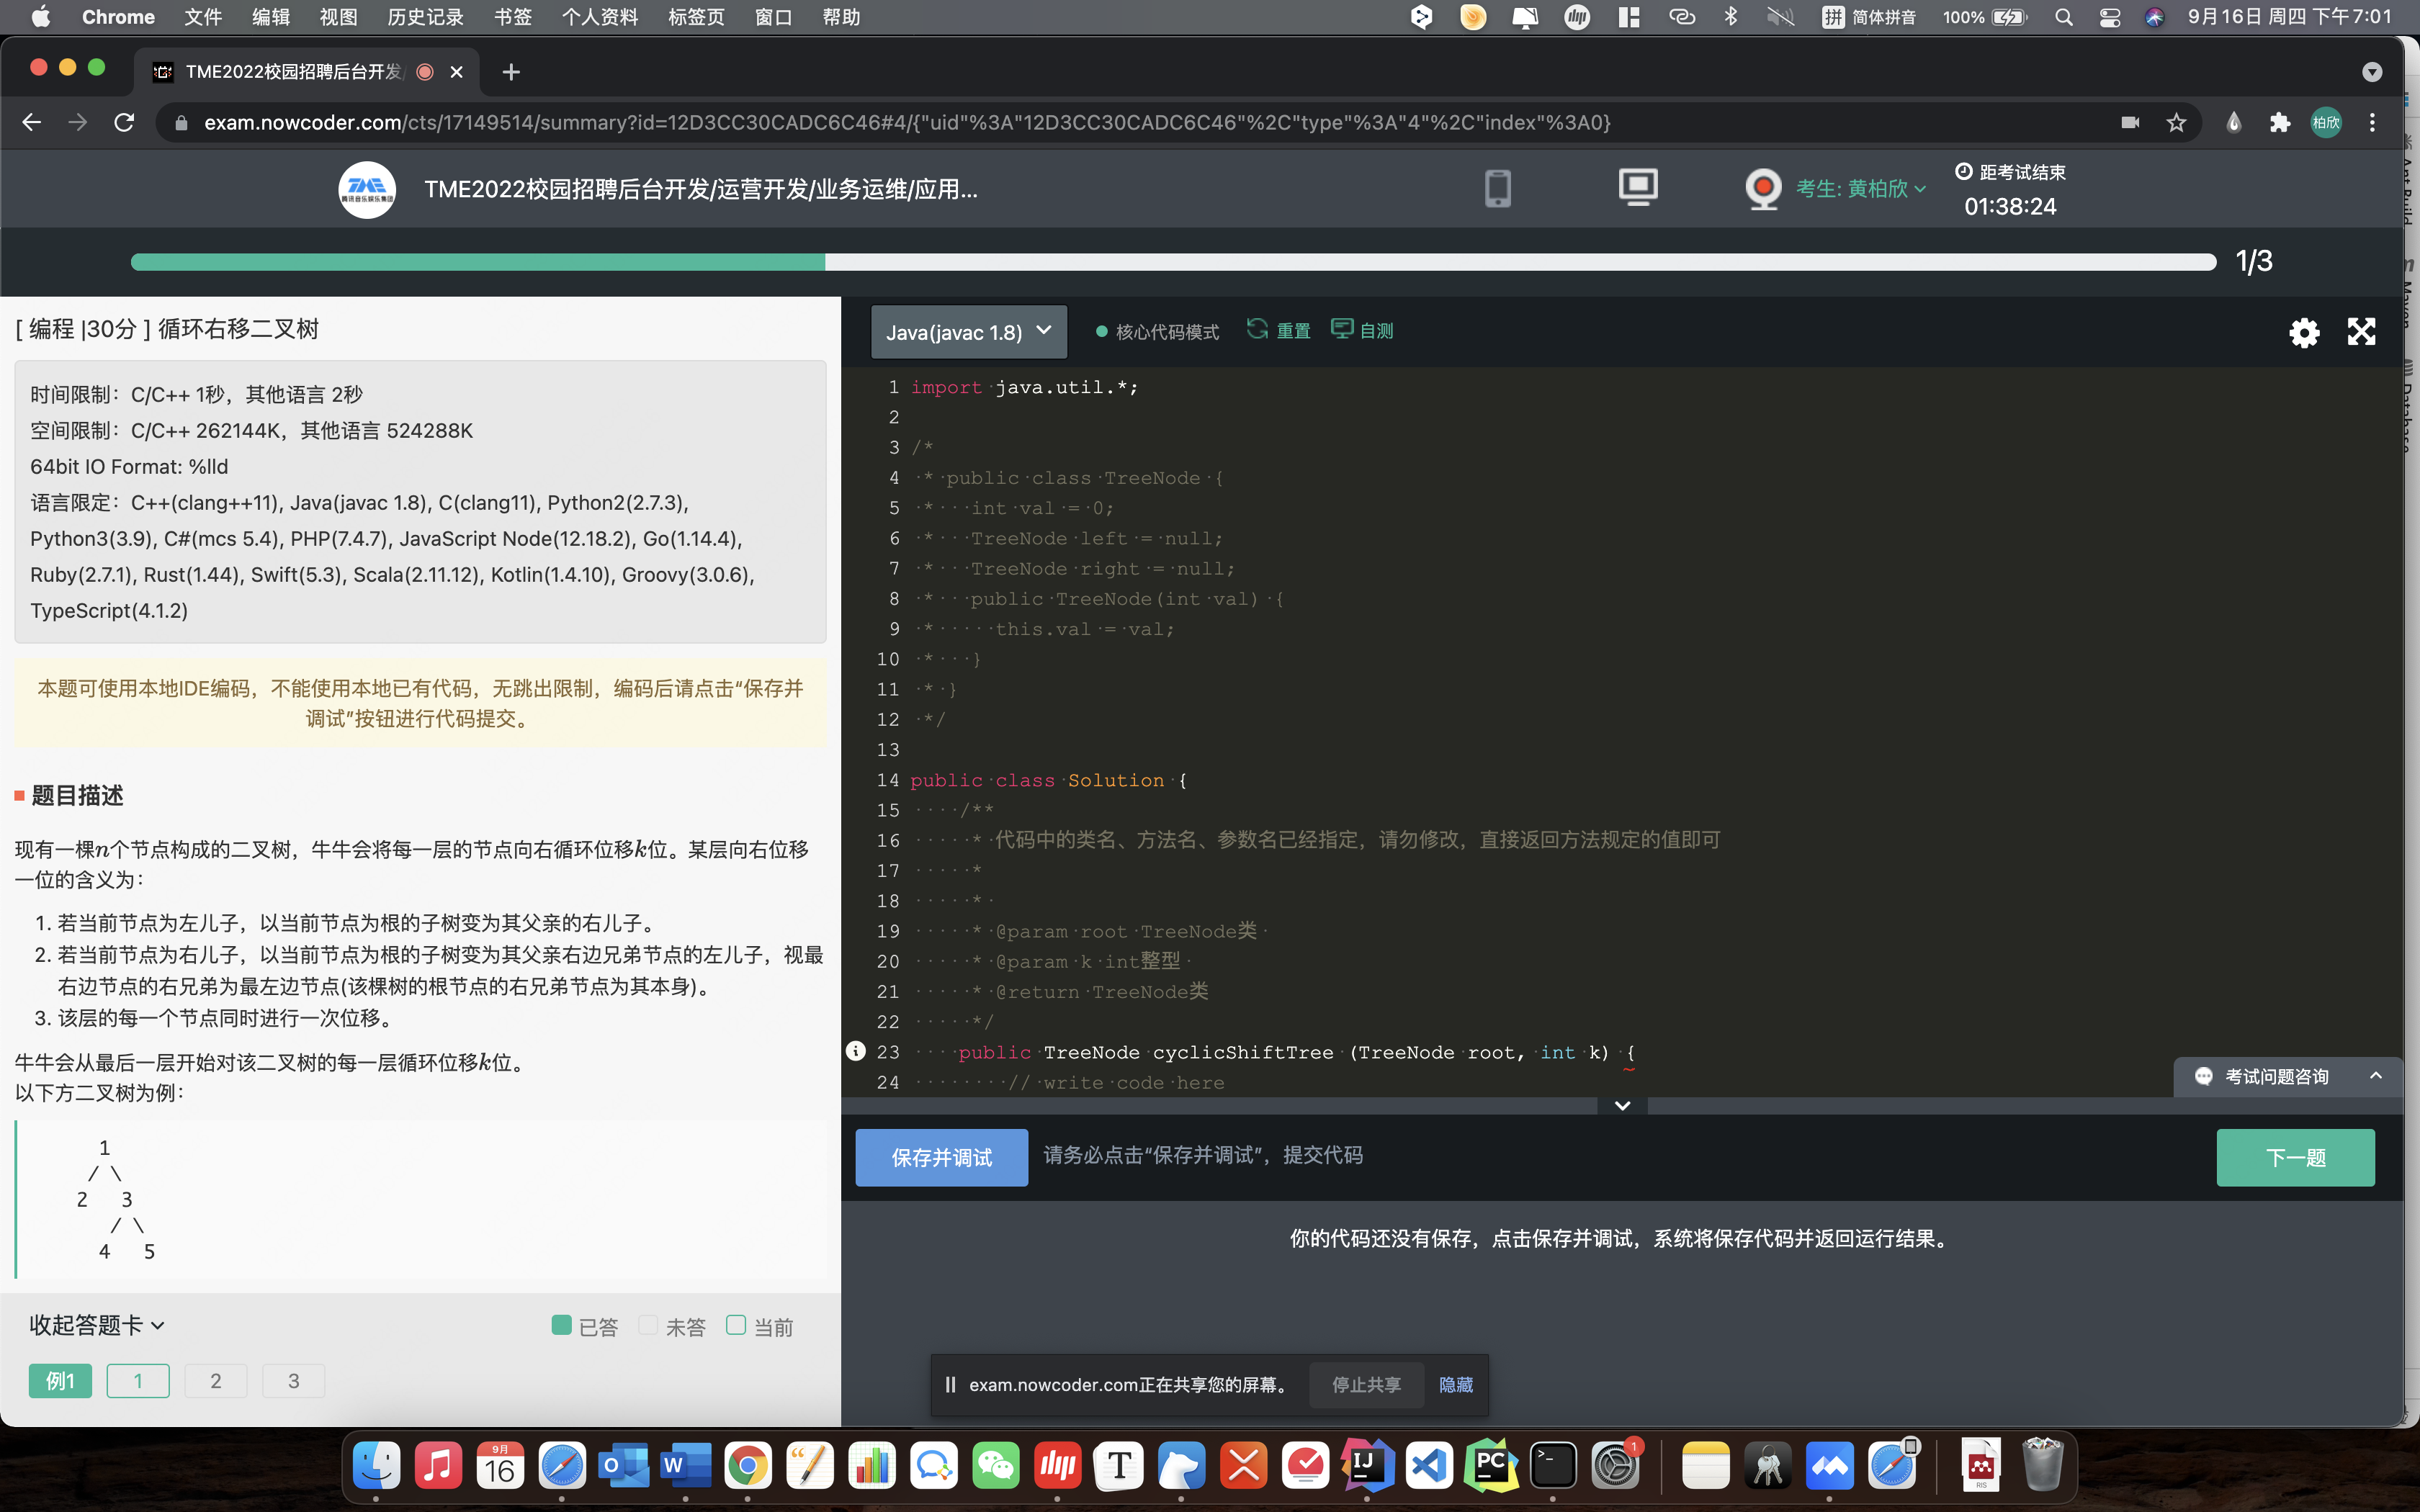 Chrome 文件 编辑 视图 历史记录 书签 个人资料 标签页 窗口 帮助
拼 简体拼音 100% 9月16日 周四 下午7:01
TME2022校园招聘后台开发/
exam.nowcoder.com/cts/17149514/summary?id=12D3CC30CADC6C46#4/{"uid"%3A"12D3CC30CADC6C46"%2C"type"%3A"4"%2C"index"%3A0}
柏欣
TME
腾讯音乐娱乐集团
TME2022校园招聘后台开发/运营开发/业务运维/应用...
考生: 黄柏欣
距考试结束
01:38:24
1/3
[ 编程 |30分 ] 循环右移二叉树
时间限制：C/C++ 1秒，其他语言 2秒
空间限制：C/C++ 262144K，其他语言 524288K
64bit IO Format: %lld
语言限定：C++(clang++11), Java(javac 1.8), C(clang11), Python2(2.7.3),
Python3(3.9), C#(mcs 5.4), PHP(7.4.7), JavaScript Node(12.18.2), Go(1.14.4),
Ruby(2.7.1), Rust(1.44), Swift(5.3), Scala(2.11.12), Kotlin(1.4.10), Groovy(3.0.6),
TypeScript(4.1.2)
本题可使用本地IDE编码，不能使用本地已有代码，无跳出限制，编码后请点击“保存并
调试”按钮进行代码提交。
题目描述
现有一棵n个节点构成的二叉树，牛牛会将每一层的节点向右循环位移k位。某层向右位移
一位的含义为：
1. 若当前节点为左儿子，以当前节点为根的子树变为其父亲的右儿子。
2. 若当前节点为右儿子，以当前节点为根的子树变为其父亲右边兄弟节点的左儿子，视最
右边节点的右兄弟为最左边节点(该棵树的根节点的右兄弟节点为其本身)。
3. 该层的每一个节点同时进行一次位移。
牛牛会从最后一层开始对该二叉树的每一层循环位移k位。
以下方二叉树为例：
1
/ \
2 3
/ \
4 5
收起答题卡
已答 未答 当前
例1 1 2 3
Java(javac 1.8) 核心代码模式 重置 自测
1 import java.util.*;
2
3 /*
4 * public class TreeNode {
5 * int val = 0;
6 * TreeNode left = null;
7 * TreeNode right = null;
8 * public TreeNode(int val) {
9 * this.val = val;
10 * }
11 * }
12 */
13
14 public class Solution {
15 /**
16 * 代码中的类名、方法名、参数名已经指定，请勿修改，直接返回方法规定的值即可
17 *
18 *
19 * @param root TreeNode类
20 * @param k int整型
21 * @return TreeNode类
22 */
23 public TreeNode cyclicShiftTree (TreeNode root, int k) {
24 // write code here
考试问题咨询
保存并调试 请务必点击“保存并调试”，提交代码 下一题
你的代码还没有保存，点击保存并调试，系统将保存代码并返回运行结果。
exam.nowcoder.com正在共享您的屏幕。 停止共享 隐藏
Ant Build
Maven
Database
9月
16
O W T IJ PC >_ 1
RIS